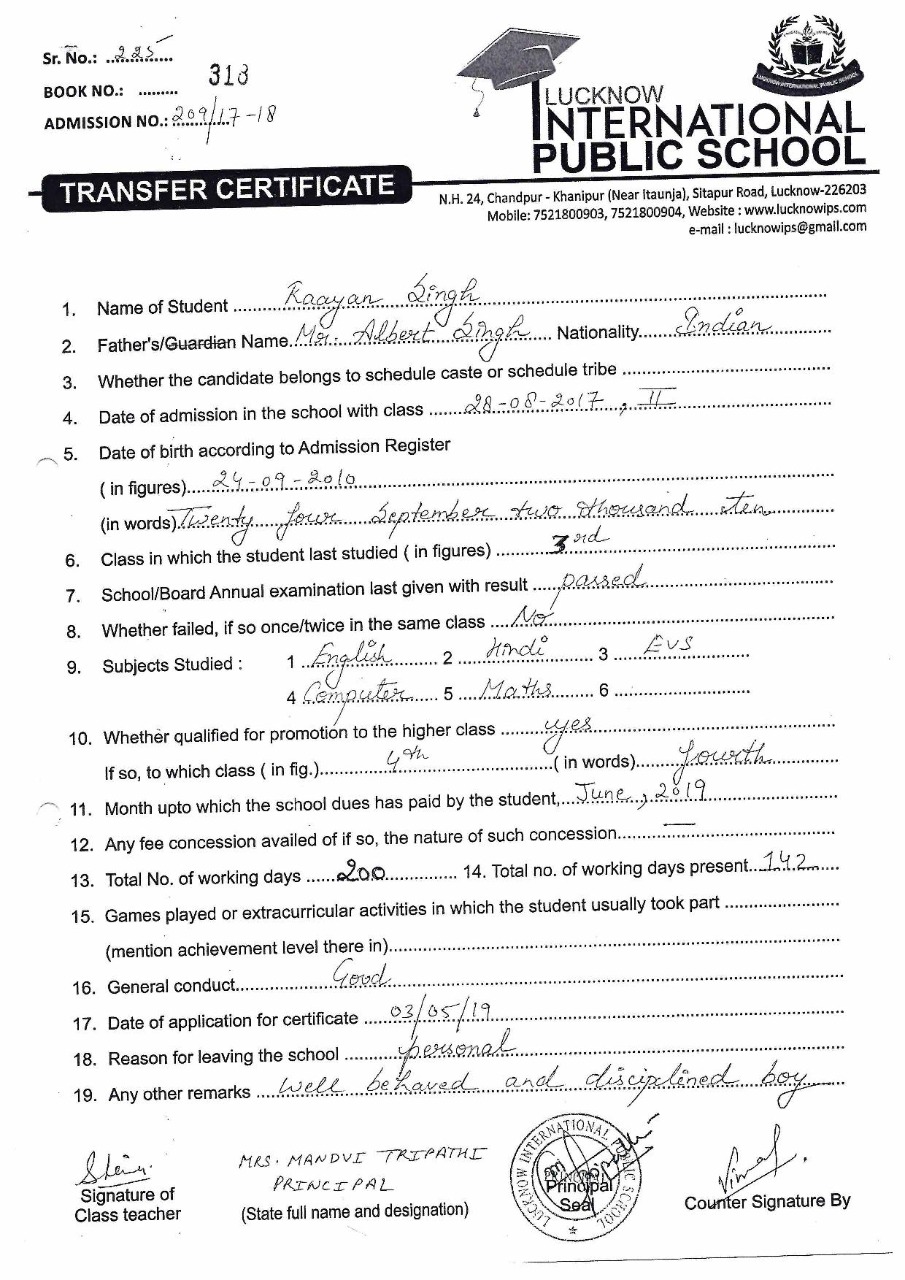 Sr. No.: ..225..
BOOK NO.: ......... 318
ADMISSION NO.: 209/17-18
LUCKNOW INTERNATIONAL PUBLIC SCHOOL
LUCKNOW
INTERNATIONAL
PUBLIC SCHOOL
TRANSFER CERTIFICATE
N.H. 24, Chandpur - Khanipur (Near Itaunja), Sitapur Road, Lucknow-226203
Mobile: 7521800903, 7521800904, Website : www.lucknowips.com
e-mail : lucknowips@gmail.com
1. Name of Student Raayan Singh
2. Father's/Guardian Name Mr. Albert Singh Nationality Indian
3. Whether the candidate belongs to schedule caste or schedule tribe
4. Date of admission in the school with class 28-08-2017, II
5. Date of birth according to Admission Register
( in figures) 24-09-2010
(in words) Twenty four September two thousand ten
6. Class in which the student last studied ( in figures) 3rd
7. School/Board Annual examination last given with result passed
8. Whether failed, if so once/twice in the same class No
9. Subjects Studied : 1 English 2 Hindi 3 EVS
4 Computer 5 Maths 6
10. Whether qualified for promotion to the higher class yes
If so, to which class ( in fig.) 4th ( in words) fourth
11. Month upto which the school dues has paid by the student, June, 2019
12. Any fee concession availed of if so, the nature of such concession —
13. Total No. of working days 200 14. Total no. of working days present 142
15. Games played or extracurricular activities in which the student usually took part
(mention achievement level there in)
16. General conduct Good
17. Date of application for certificate 03/05/19
18. Reason for leaving the school personal
19. Any other remarks well behaved and disciplined boy
MRS. MANDVI TRIPATHI
PRINCIPAL
Signature of
Class teacher
(State full name and designation)
LUCKNOW INTERNATIONAL PUBLIC SCHOOL
Principal
Seal
Vimal
Counter Signature By